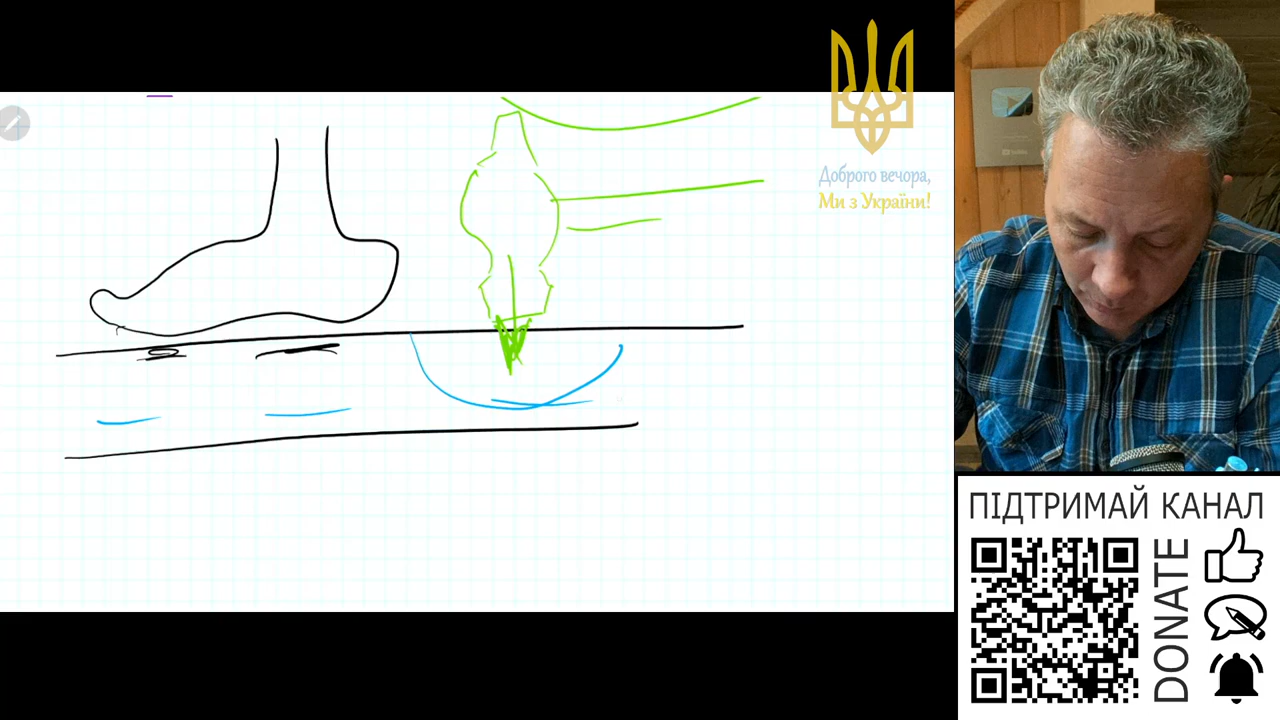 Доброго вечора,
Ми з України!
ПІДТРИМАЙ КАНАЛ
DONATE